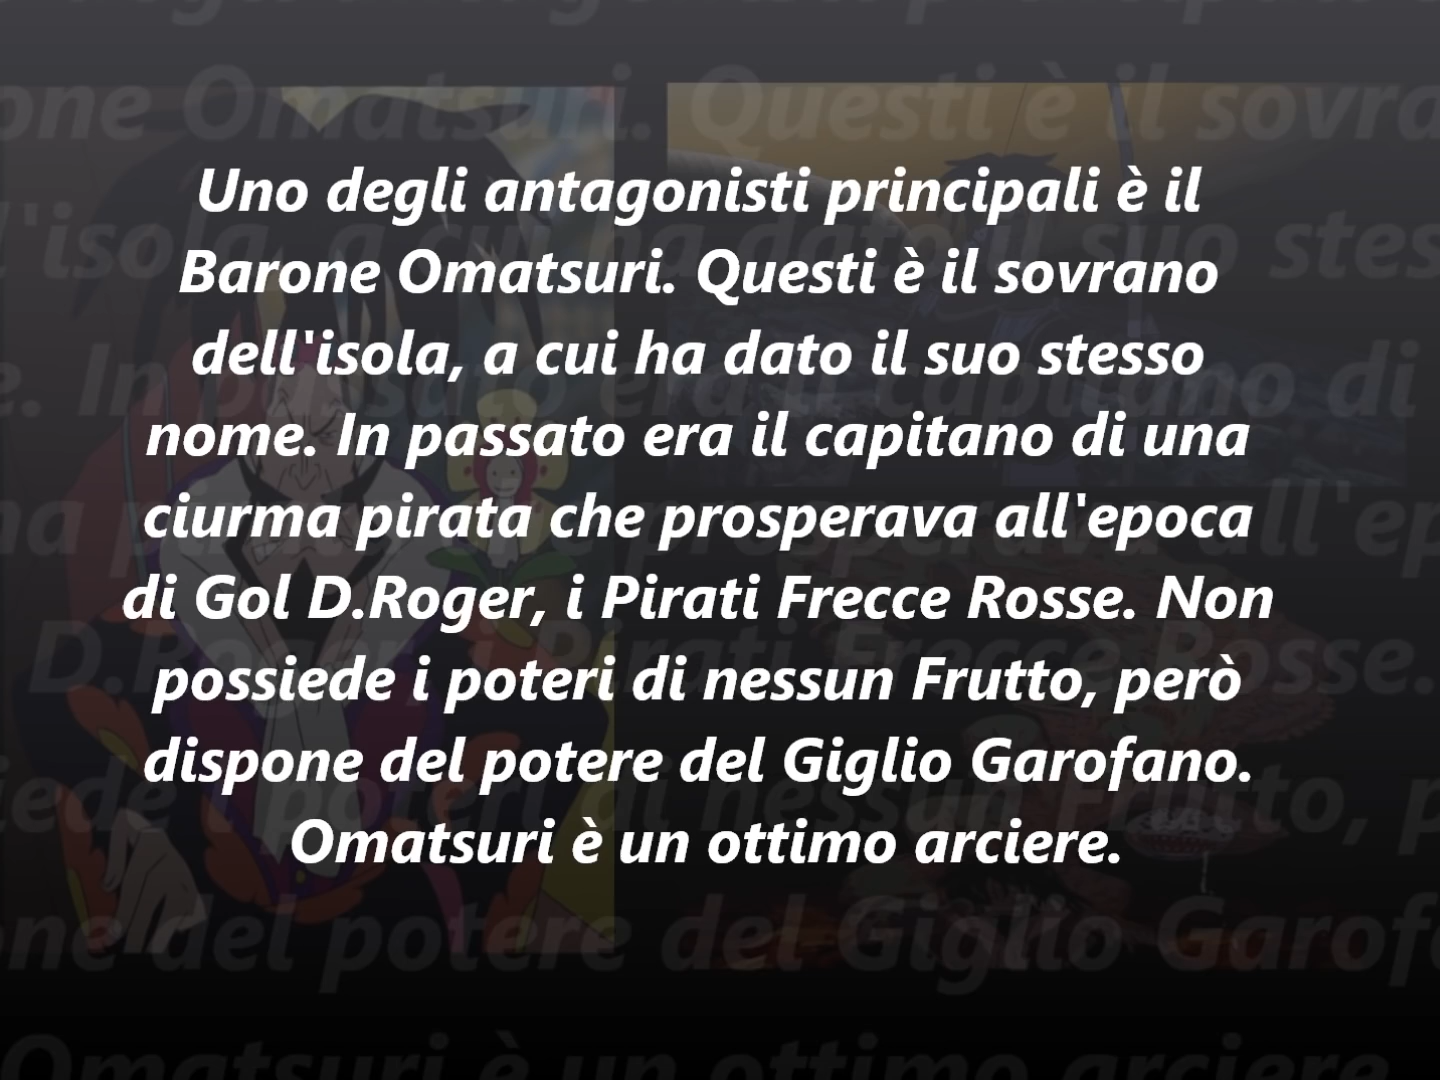 Uno degli antagonisti principali è il
Barone Omatsuri. Questi è il sovrano
dell'isola, a cui ha dato il suo stesso
nome. In passato era il capitano di una
ciurma pirata che prosperava all'epoca
di Gol D.Roger, i Pirati Frecce Rosse. Non
possiede i poteri di nessun Frutto, però
dispone del potere del Giglio Garofano.
Omatsuri è un ottimo arciere.